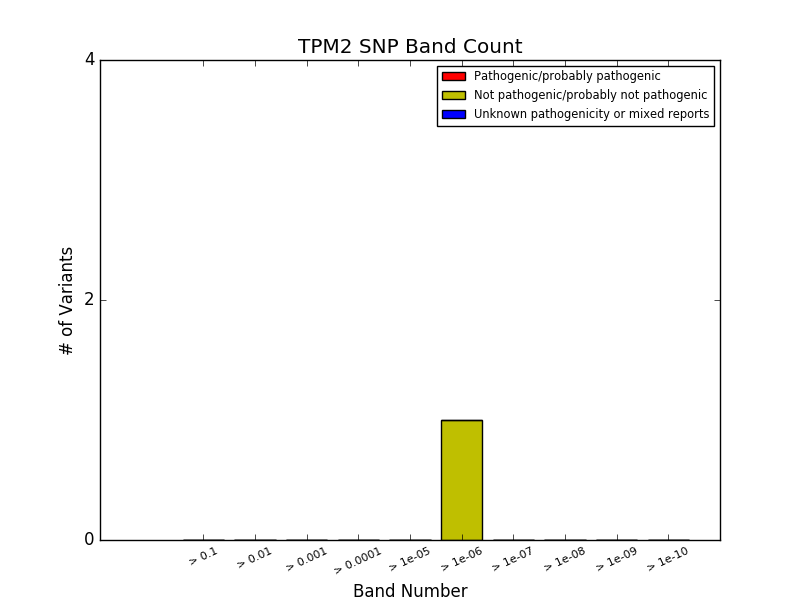 TPM2 SNP Band Count
4
Pathogenic/probably pathogenic
Not pathogenic/probably not pathogenic
Unknown pathogenicity or mixed reports
# of Variants
2
0
> 0.1
> 0.01
> 0.001
> 0.0001
> 1e-05
> 1e-06
> 1e-07
> 1e-08
> 1e-09
> 1e-10
Band Number